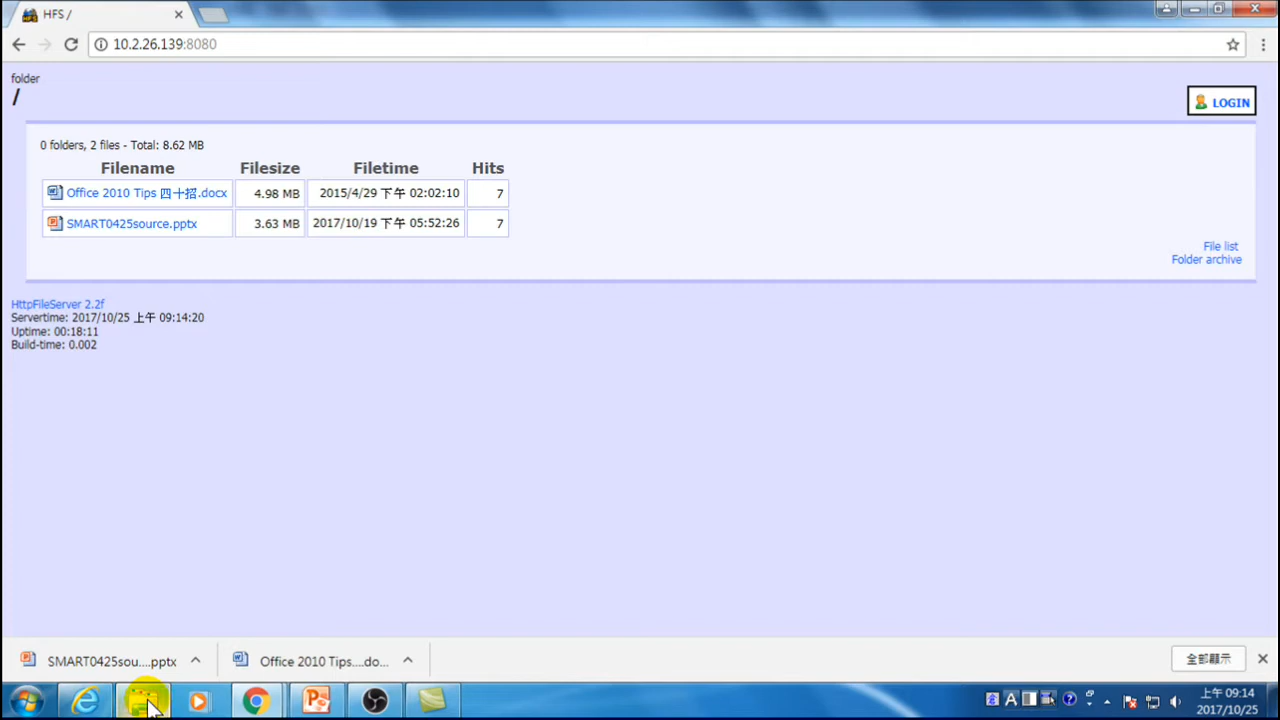 HFS /
10.2.26.139:8080
folder
/
LOGIN
0 folders, 2 files - Total: 8.62 MB
Filename Filesize Filetime Hits
Office 2010 Tips 四十招.docx 4.98 MB 2015/4/29 下午 02:02:10 7
SMART0425source.pptx 3.63 MB 2017/10/19 下午 05:52:26 7
File list
Folder archive
HttpFileServer 2.2f
Servertime: 2017/10/25 上午 09:14:20
Uptime: 00:18:11
Build-time: 0.002
SMART0425sou....pptx Office 2010 Tips....do... 全部顯示
A 上午 09:14
2017/10/25